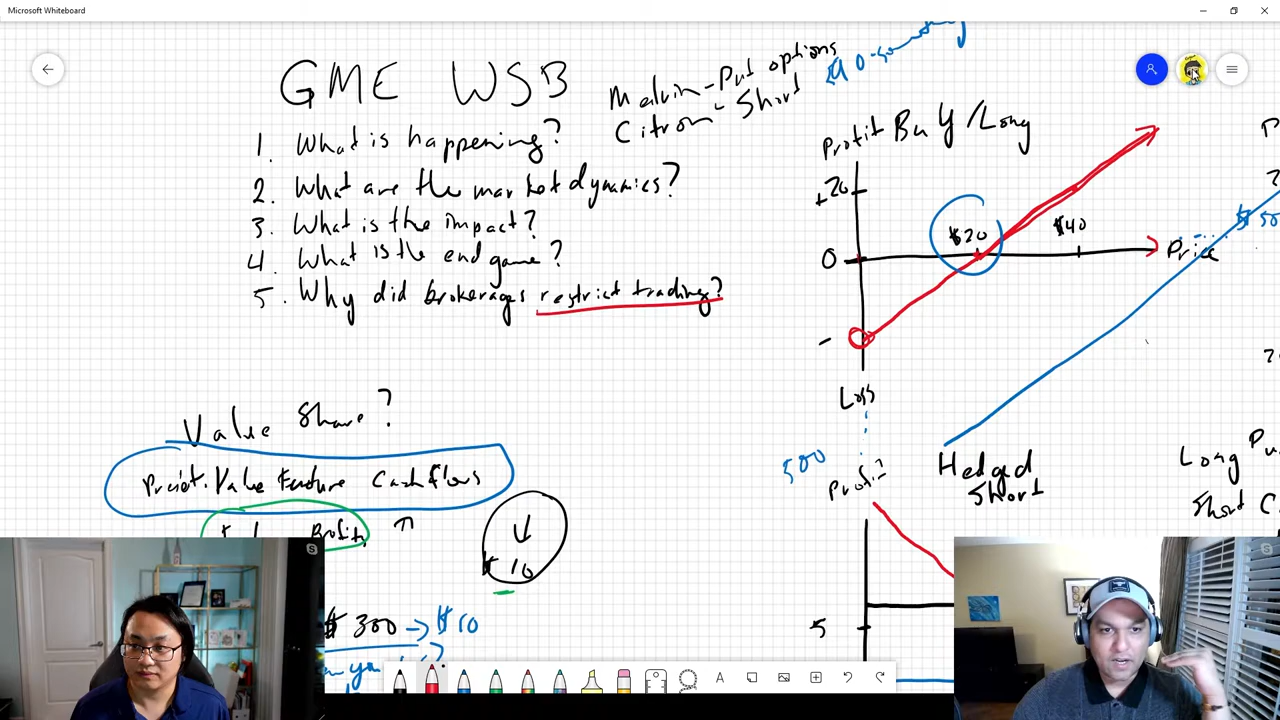 Microsoft Whiteboard
GME WSB
Melvin - Put options
Citron - Short
1. What is happening?
2. What are the market dynamics?
3. What is the impact?
4. What is the end game?
5. Why did brokerages restrict trading?
Value Share?
Present Value Future Cashflows
Profits
$10
$300 → $10
Profit Buy/Long
+20
$20
$40
0
Price
-
Loss
500
Profit
Hedged
Short
5
Long Pu
Short C